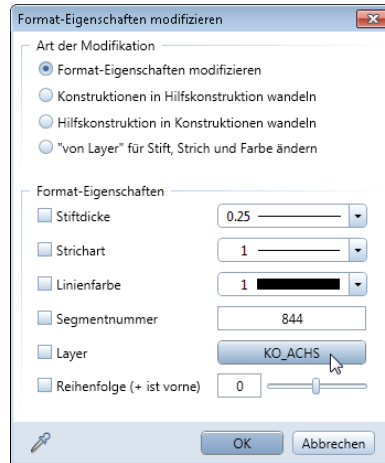 Format-Eigenschaften modifizieren
Art der Modifikation
Format-Eigenschaften modifizieren
Konstruktionen in Hilfskonstruktion wandeln
Hilfskonstruktion in Konstruktionen wandeln
"von Layer" für Stift, Strich und Farbe ändern
Format-Eigenschaften
Stiftdicke 0.25
Strichart 1
Linienfarbe 1
Segmentnummer 844
Layer KO_ACHS
Reihenfolge (+ ist vorne) 0
OK Abbrechen